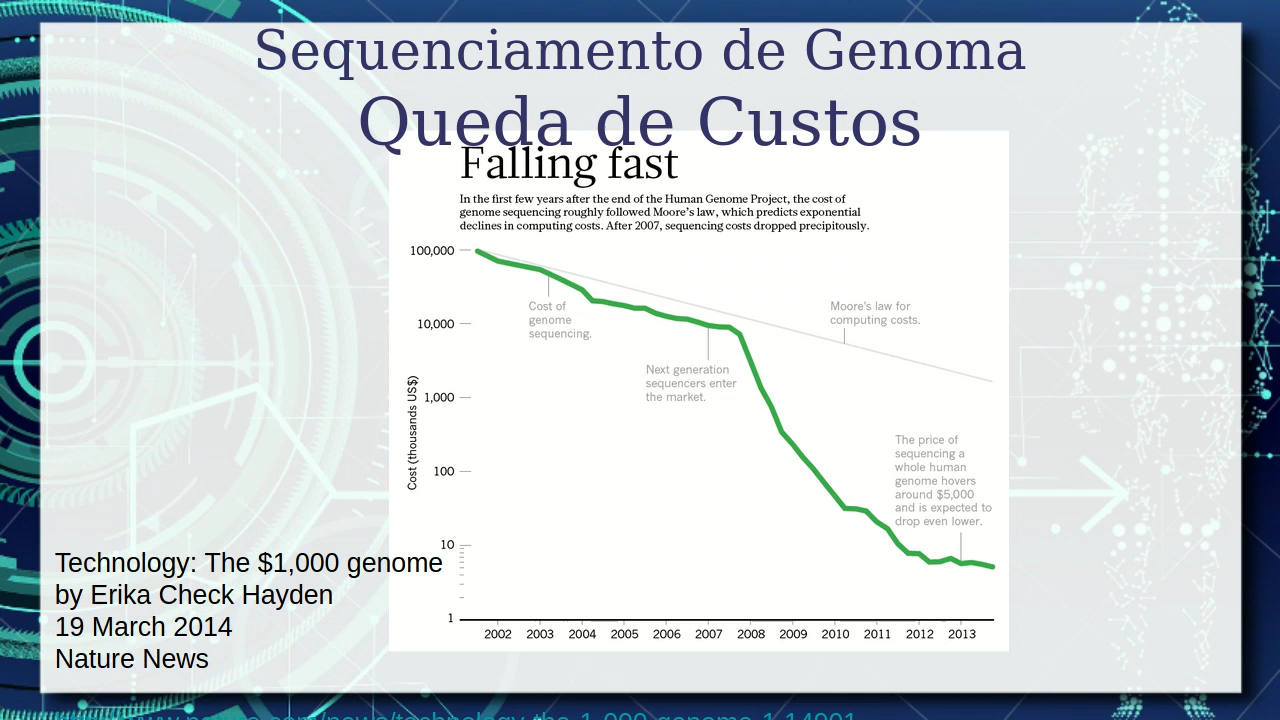 Sequenciamento de Genoma
Queda de Custos
Falling fast
In the first few years after the end of the Human Genome Project, the cost of
genome sequencing roughly followed Moore's law, which predicts exponential
declines in computing costs. After 2007, sequencing costs dropped precipitously.
100,000
10,000
1,000
100
10
1
Cost (thousands US$)
Cost of
genome
sequencing.
Moore's law for
computing costs.
Next generation
sequencers enter
the market.
The price of
sequencing a
whole human
genome hovers
around $5,000
and is expected to
drop even lower.
2002 2003 2004 2005 2006 2007 2008 2009 2010 2011 2012 2013
Technology: The $1,000 genome
by Erika Check Hayden
19 March 2014
Nature News